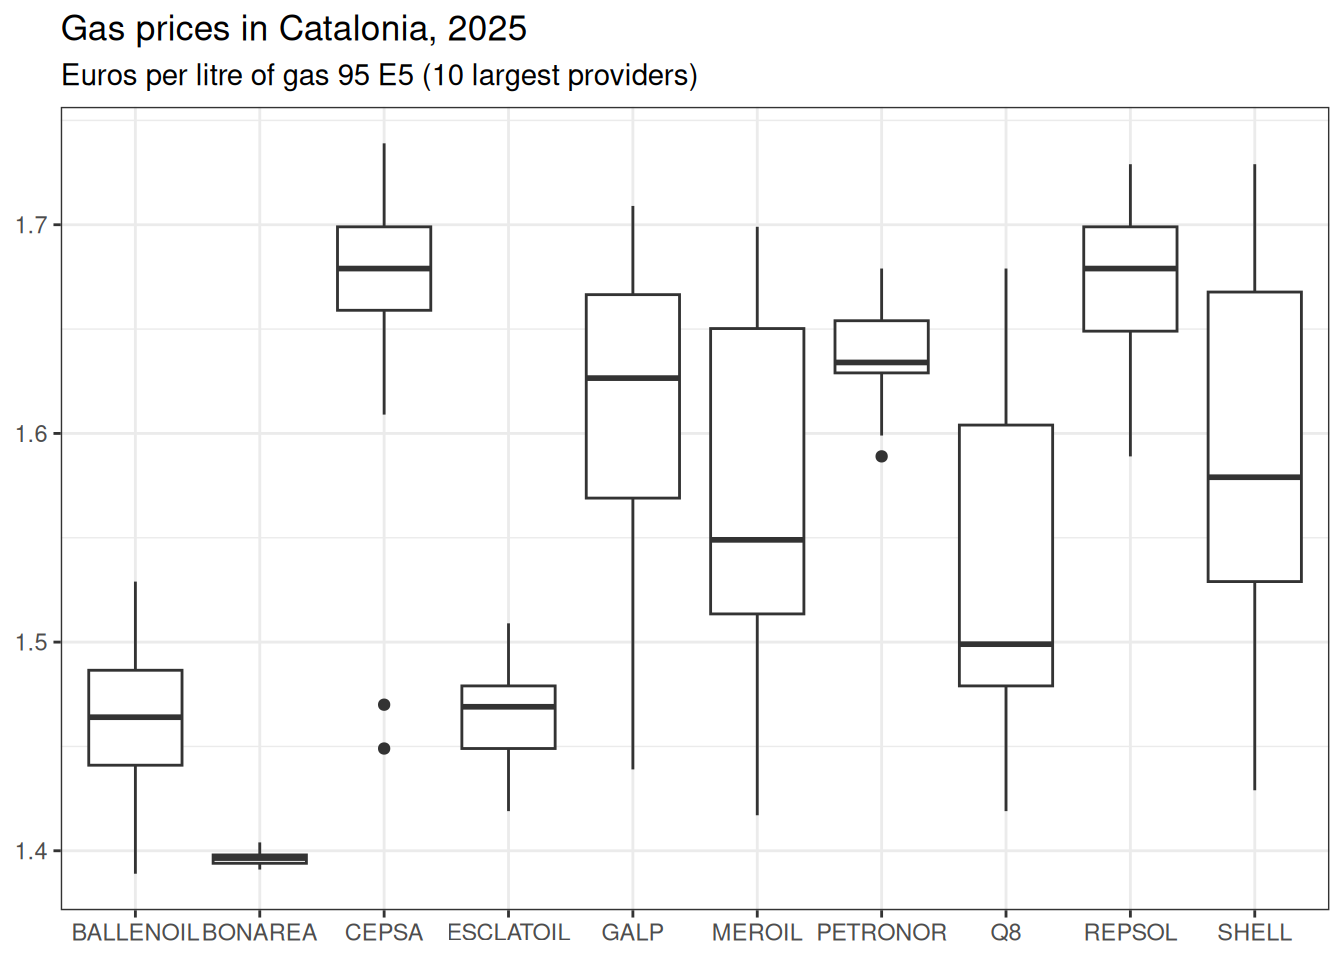 Gas prices in Catalonia, 2025
Euros per litre of gas 95 E5 (10 largest providers)
1.7
1.6
1.5
1.4
BALLENOIL BONAREA CEPSA ESCLATOIL GALP MEROIL PETRONOR Q8 REPSOL SHELL